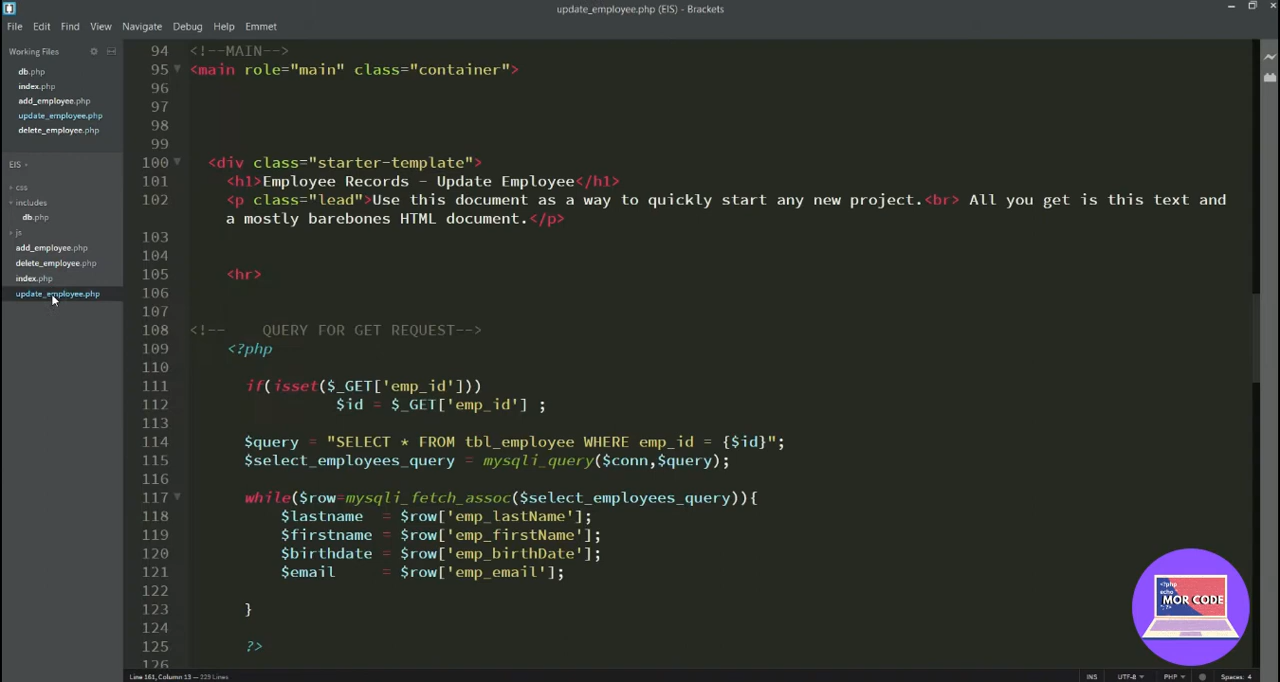 update_employee.php (EIS) - Brackets
File Edit Find View Navigate Debug Help Emmet
Working Files
db.php
index.php
add_employee.php
update_employee.php
delete_employee.php
EIS
css
includes
db.php
js
add_employee.php
delete_employee.php
index.php
update_employee.php
94 <!--MAIN-->
95 <main role="main" class="container">
96
97
98
99
100 <div class="starter-template">
101 <h1>Employee Records - Update Employee</h1>
102 <p class="lead">Use this document as a way to quickly start any new project.<br> All you get is this text and
a mostly barebones HTML document.</p>
103
104
105 <hr>
106
107
108 <!-- QUERY FOR GET REQUEST-->
109 <?php
110
111 if(isset($_GET['emp_id']))
112 $id = $_GET['emp_id'] ;
113
114 $query = "SELECT * FROM tbl_employee WHERE emp_id = {$id}";
115 $select_employees_query = mysqli_query($conn,$query);
116
117 while($row=mysqli_fetch_assoc($select_employees_query)){
118 $lastname = $row['emp_lastName'];
119 $firstname = $row['emp_firstName'];
120 $birthdate = $row['emp_birthDate'];
121 $email = $row['emp_email'];
122
123 }
124
125 ?>
126
<?php
echo
"MOR CODE
";?>
Line 161, Column 13 — 223 Lines
INS UTF-8 PHP Spaces: 4